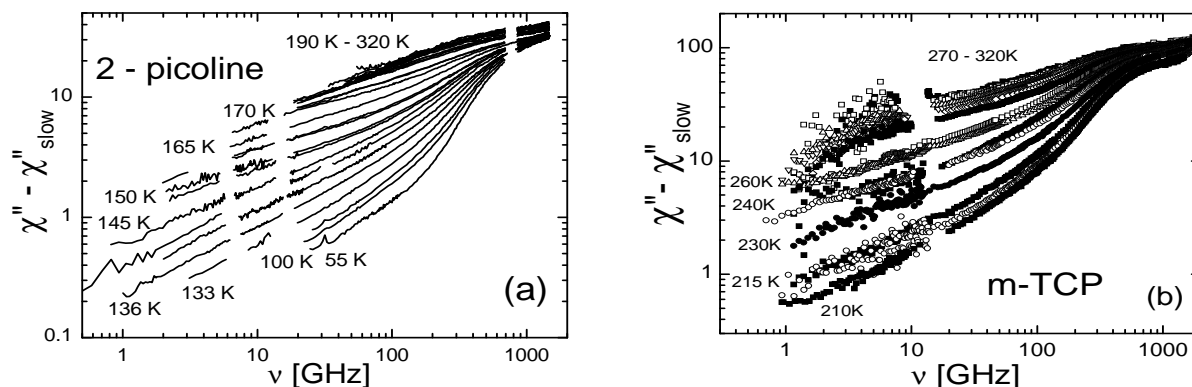 χ'' - χ''slow
10
1
0.1
2 - picoline
190 K - 320 K
170 K
165 K
150 K
145 K
136 K
133 K
100 K
55 K
(a)
1
10
100
1000
ν [GHz]
χ'' - χ''slow
100
10
1
270 - 320K
260K
240K
230K
215 K
210K
m-TCP
(b)
1
10
100
1000
ν [GHz]